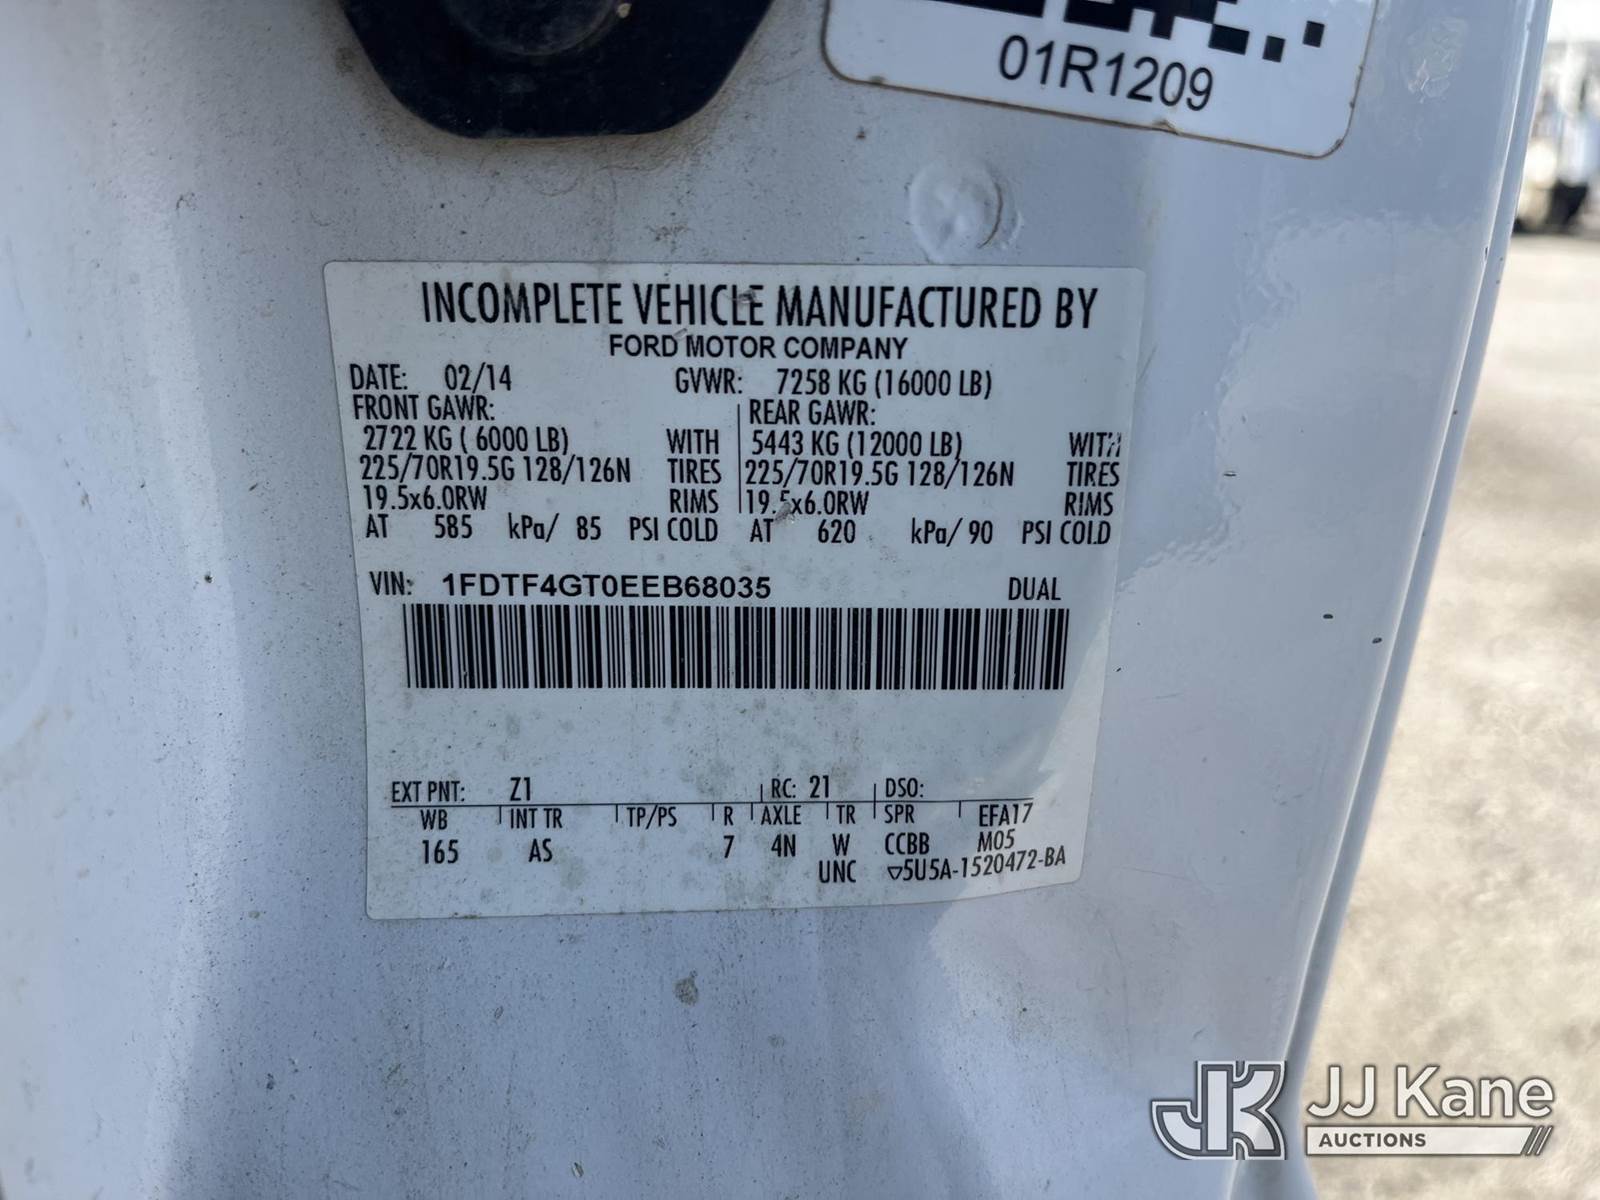 01R1209
INCOMPLETE VEHICLE MANUFACTURED BY
FORD MOTOR COMPANY
DATE: 02/14 GVWR: 7258 KG (16000 LB)
FRONT GAWR: REAR GAWR:
2722 KG ( 6000 LB) WITH 5443 KG (12000 LB) WITH
225/70R19.5G 128/126N TIRES 225/70R19.5G 128/126N TIRES
19.5x6.0RW RIMS 19.5x6.0RW RIMS
AT 585 kPa/ 85 PSI COLD AT 620 kPa/ 90 PSI COLD
VIN: 1FDTF4GT0EEB68035 DUAL
EXT PNT: Z1 RC: 21 DSO:
WB INT TR TP/PS R AXLE TR SPR EFA17
165 AS 7 4N W CCBB M05
UNC ▽5U5A-1520472-BA
JK JJ Kane
AUCTIONS